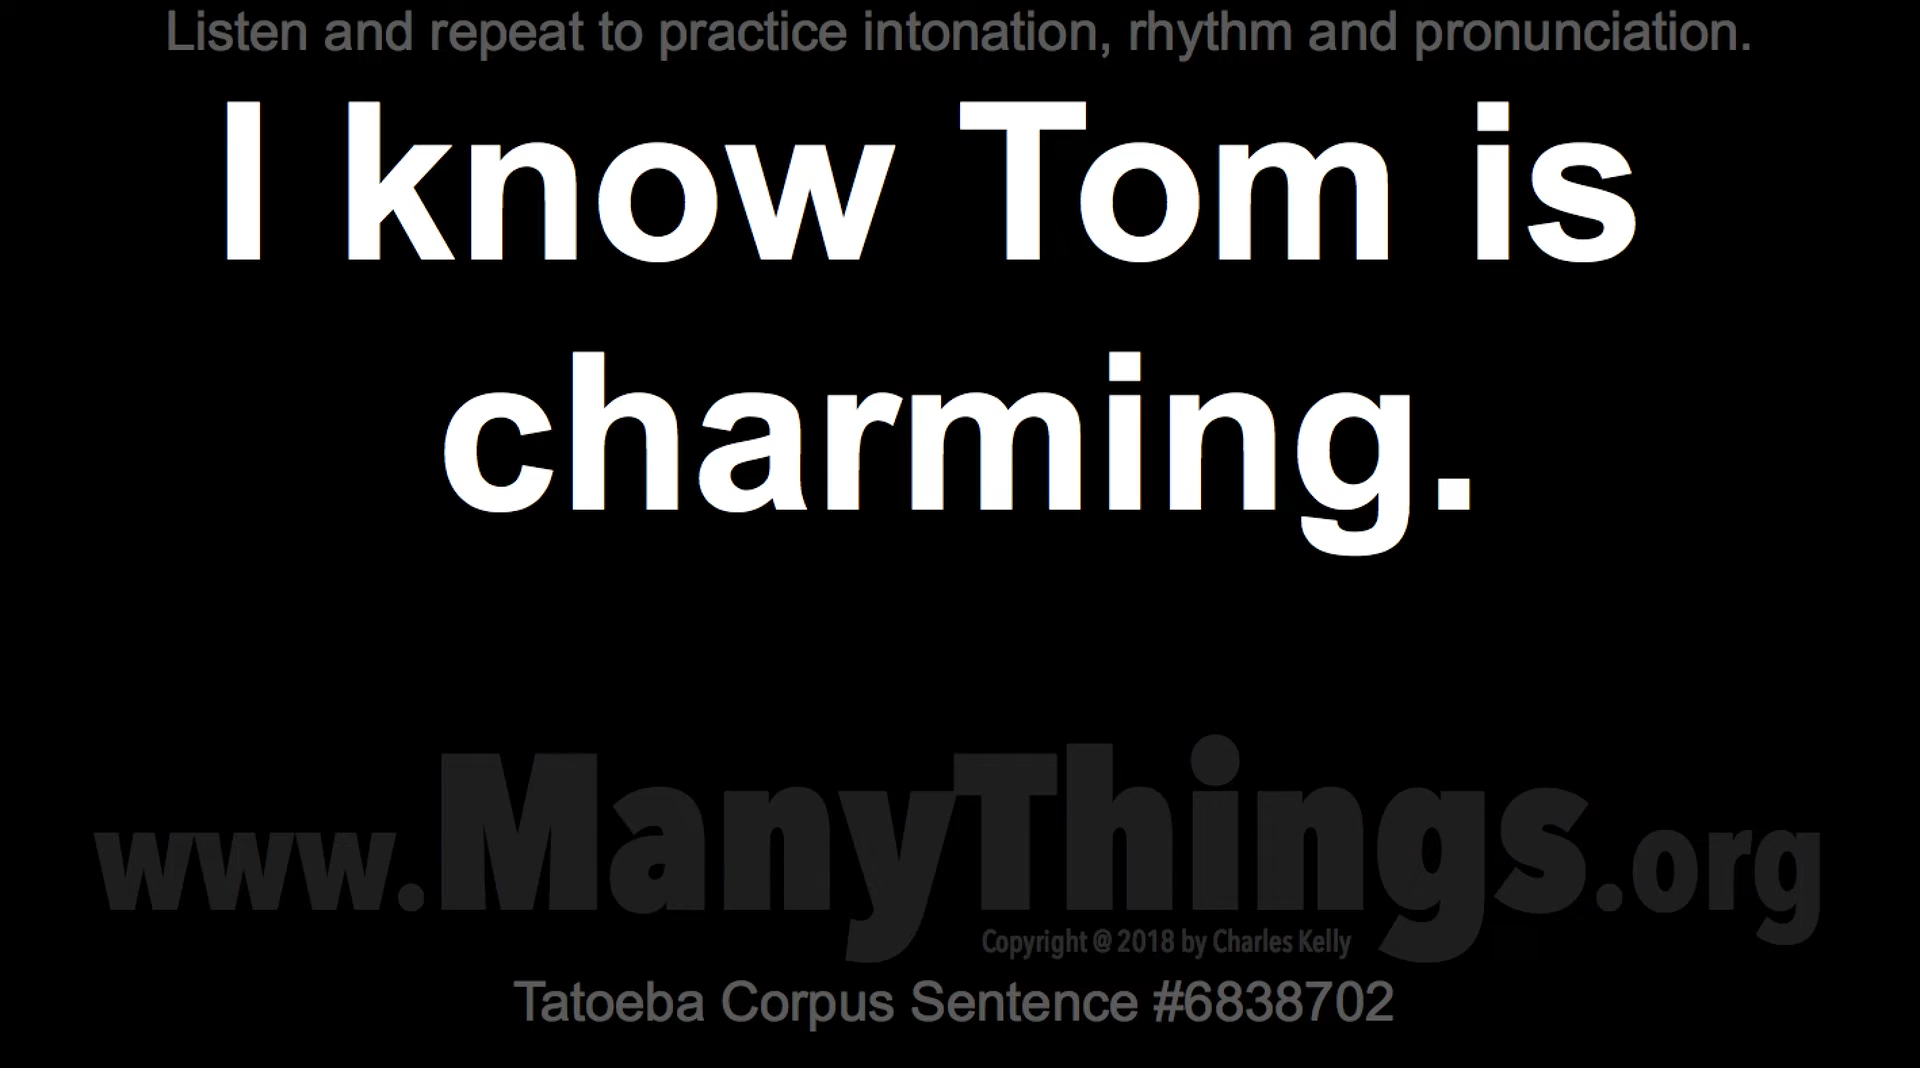 Listen and repeat to practice intonation, rhythm and pronunciation.
I know Tom is
charming.
www.ManyThings.org
Copyright @ 2018 by Charles Kelly
Tatoeba Corpus Sentence #6838702